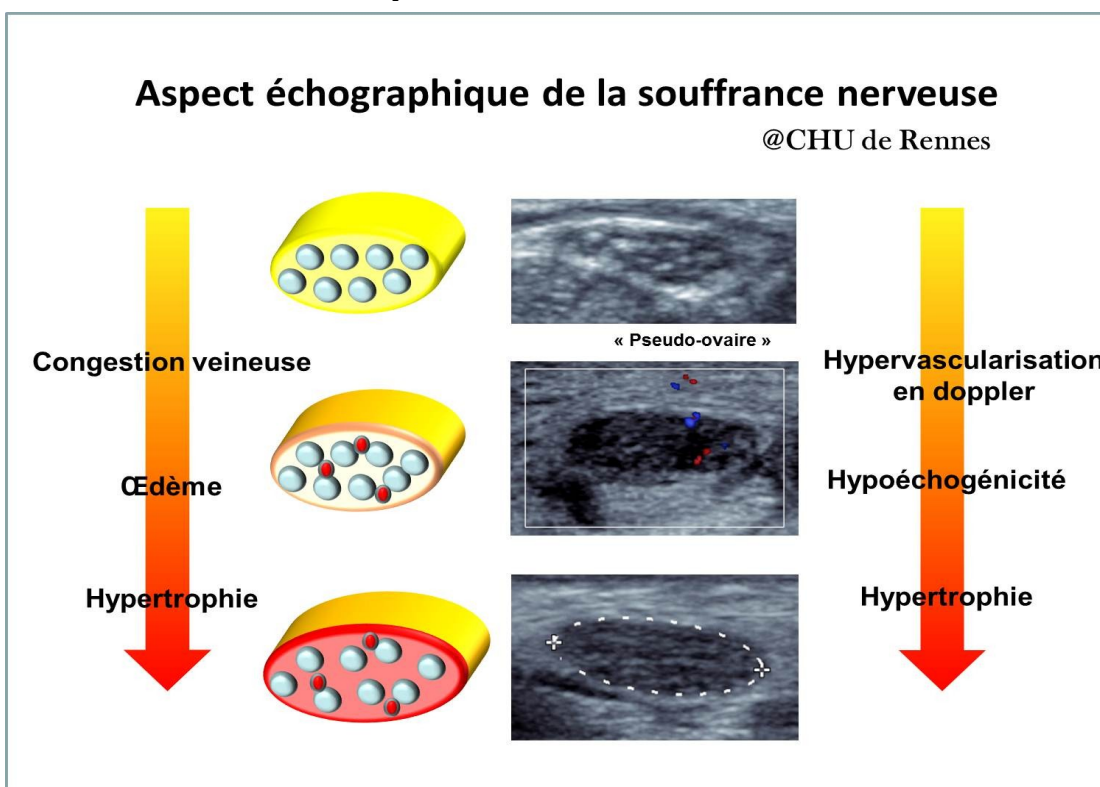 Aspect échographique de la souffrance nerveuse
@CHU de Rennes
« Pseudo-ovaire »
Congestion veineuse
Œdème
Hypertrophie
Hypervascularisation
en doppler
Hypoéchogénicité
Hypertrophie